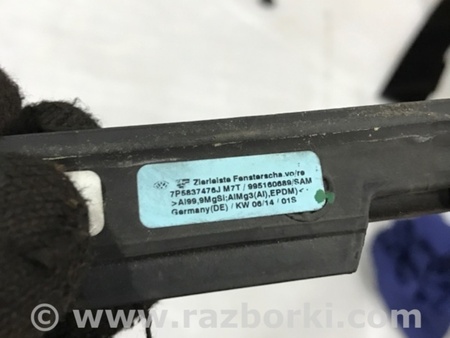 Zierleiste Fensterscha.vo/re
7P5837476J M7T / 995160689/SAM
>Al99,9MgSi;AlMg3(Al),EPDM)<
Germany(DE) / KW 06/14 / 01S
www.razborki.com